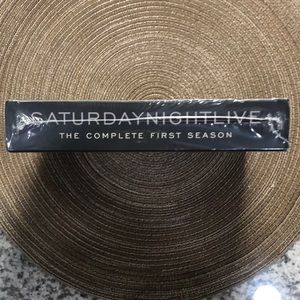 SATURDAYNIGHTLIVE
THE COMPLETE FIRST SEASON